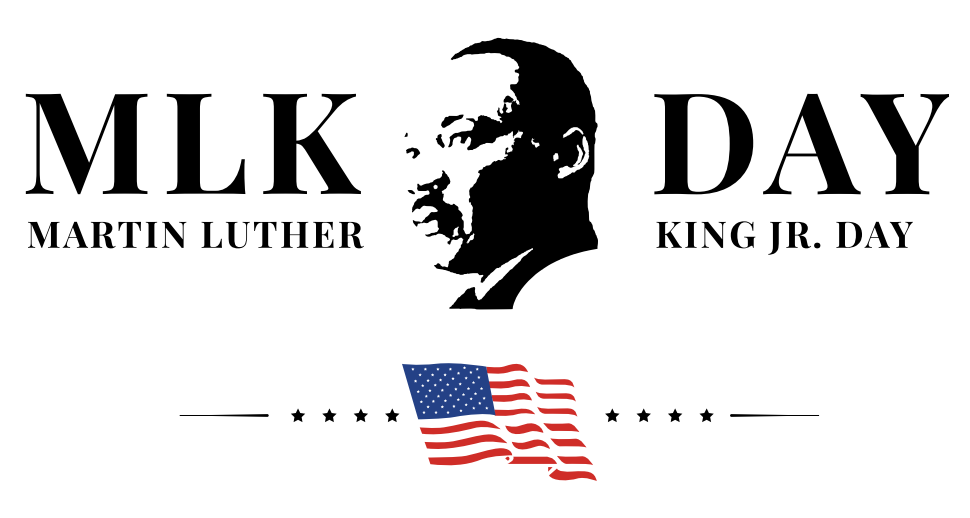 MLK DAY
MARTIN LUTHER KING JR. DAY